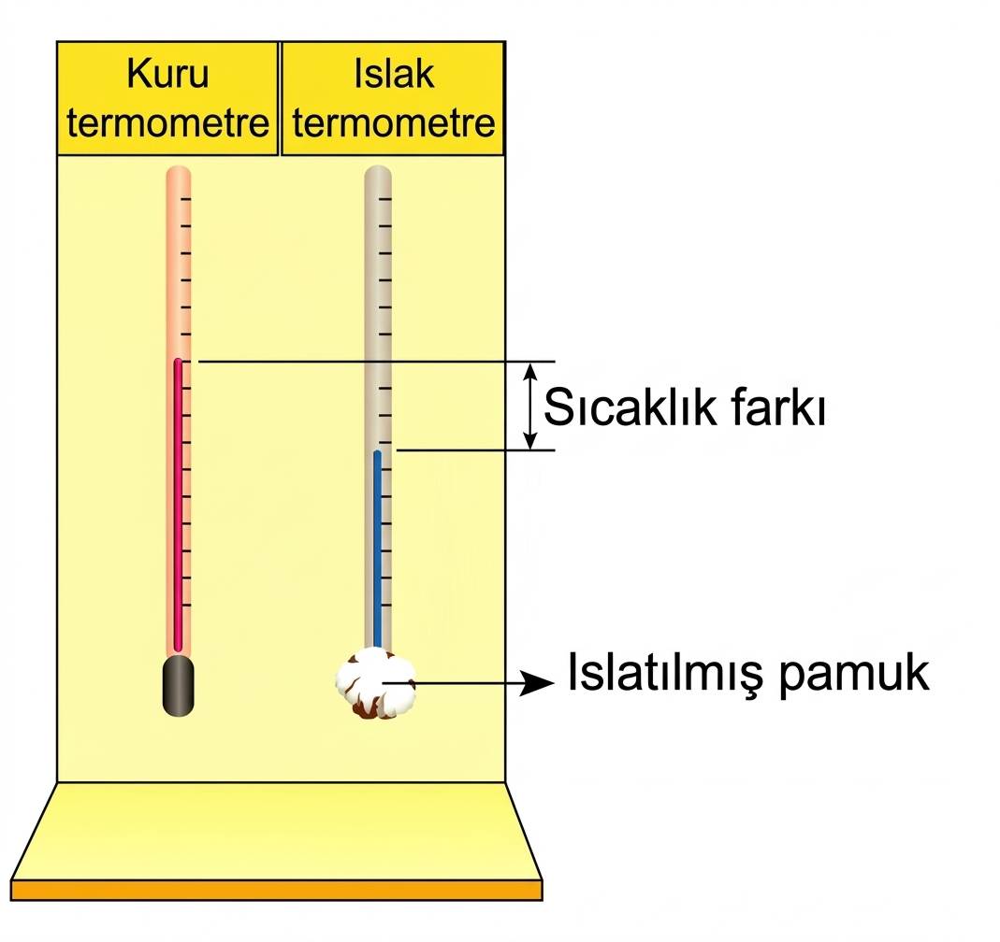 Kuru
termometre
Islak
termometre
Sıcaklık farkı
Islatılmış pamuk